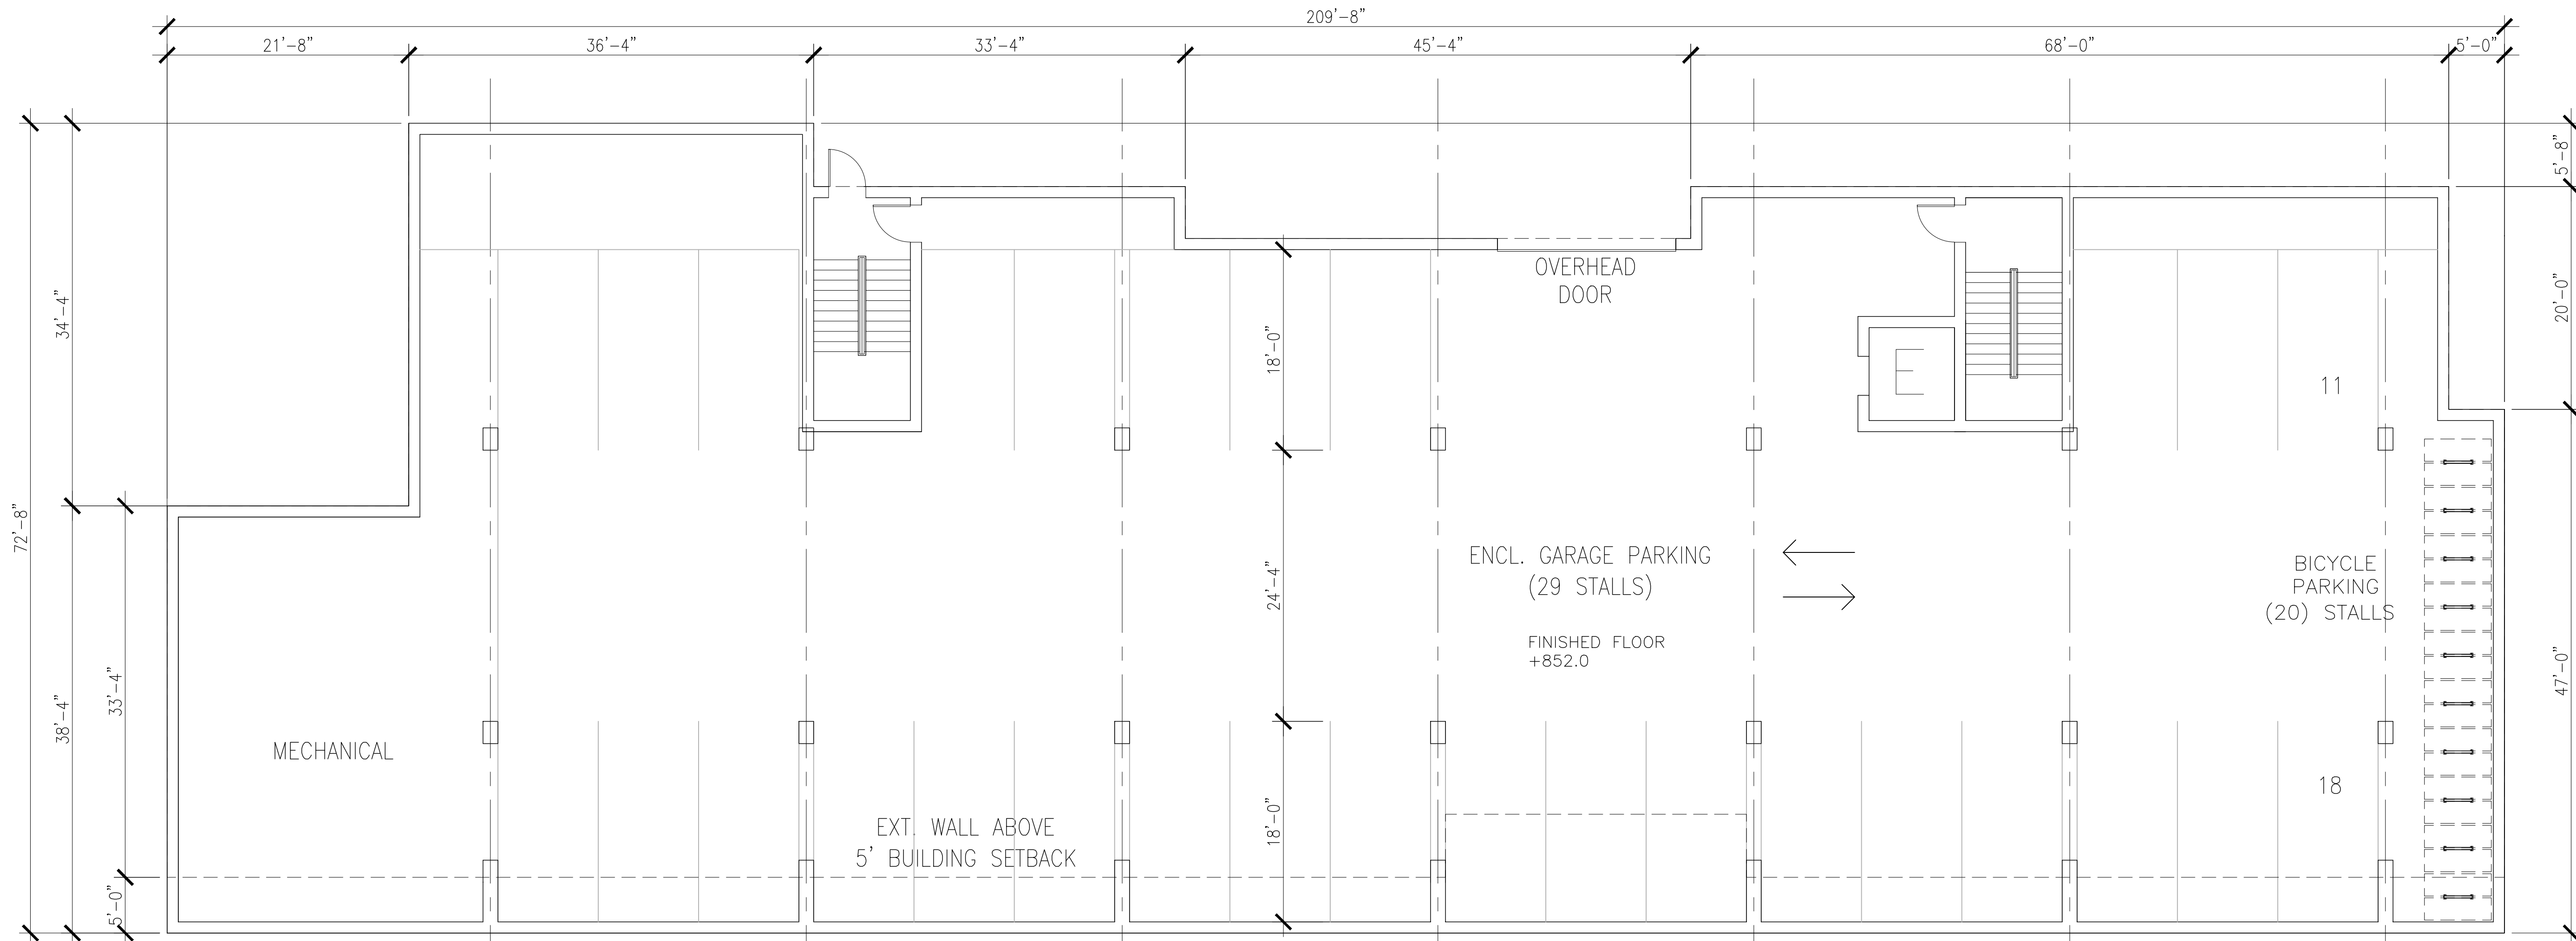 209'-8"
21'-8"
36'-4"
33'-4"
45'-4"
68'-0"
5'-0"
5'-8"
OVERHEAD
DOOR
20'-0"
34'-4"
18'-0"
E
11
72'-8"
ENCL. GARAGE PARKING
(29 STALLS)
BICYCLE
PARKING
(20) STALLS
24'-4"
FINISHED FLOOR
+852.0
33'-4"
38'-4"
47'-0"
MECHANICAL
18
EXT. WALL ABOVE
5' BUILDING SETBACK
18'-0"
5'-0"